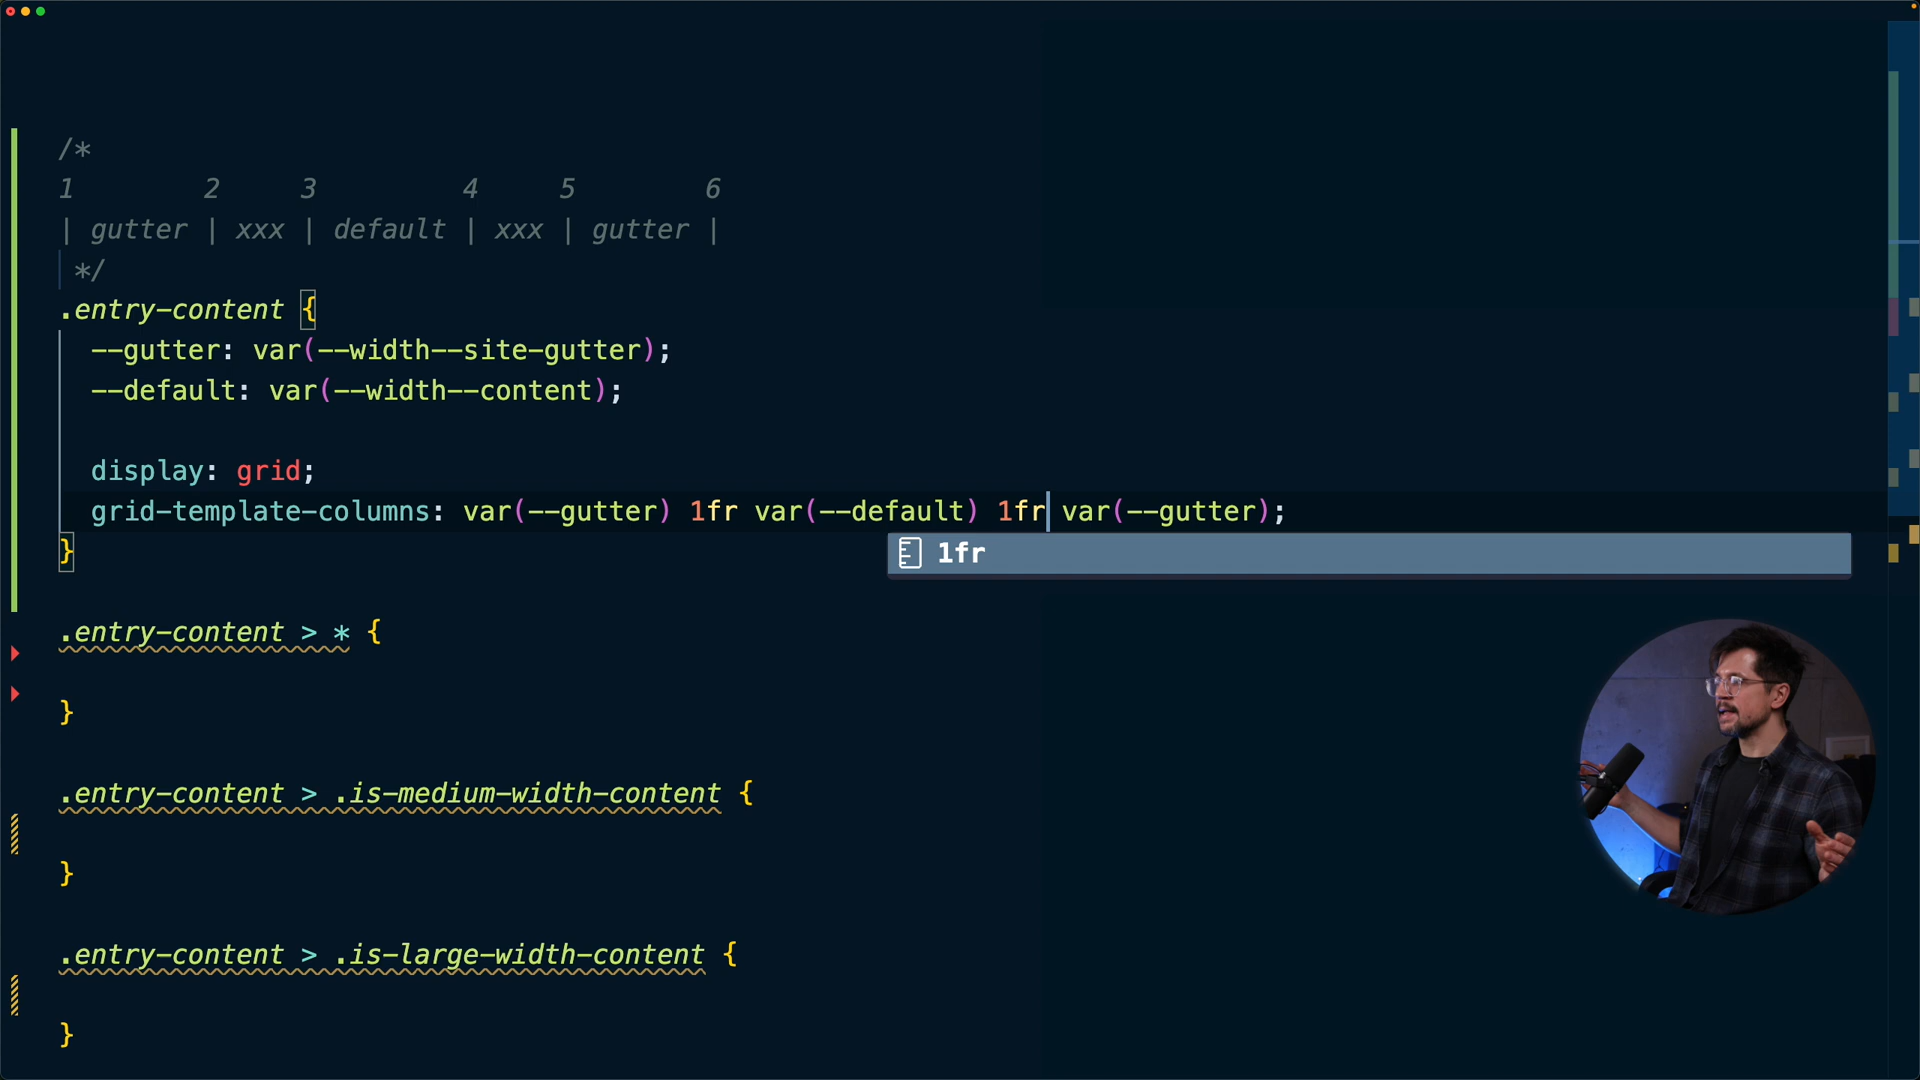 /*
1 2 3 4 5 6
| gutter | xxx | default | xxx | gutter |
*/
.entry-content {
--gutter: var(--width--site-gutter);
--default: var(--width--content);
display: grid;
grid-template-columns: var(--gutter) 1fr var(--default) 1fr var(--gutter);
1fr
}
.entry-content > * {
}
.entry-content > .is-medium-width-content {
}
.entry-content > .is-large-width-content {
}